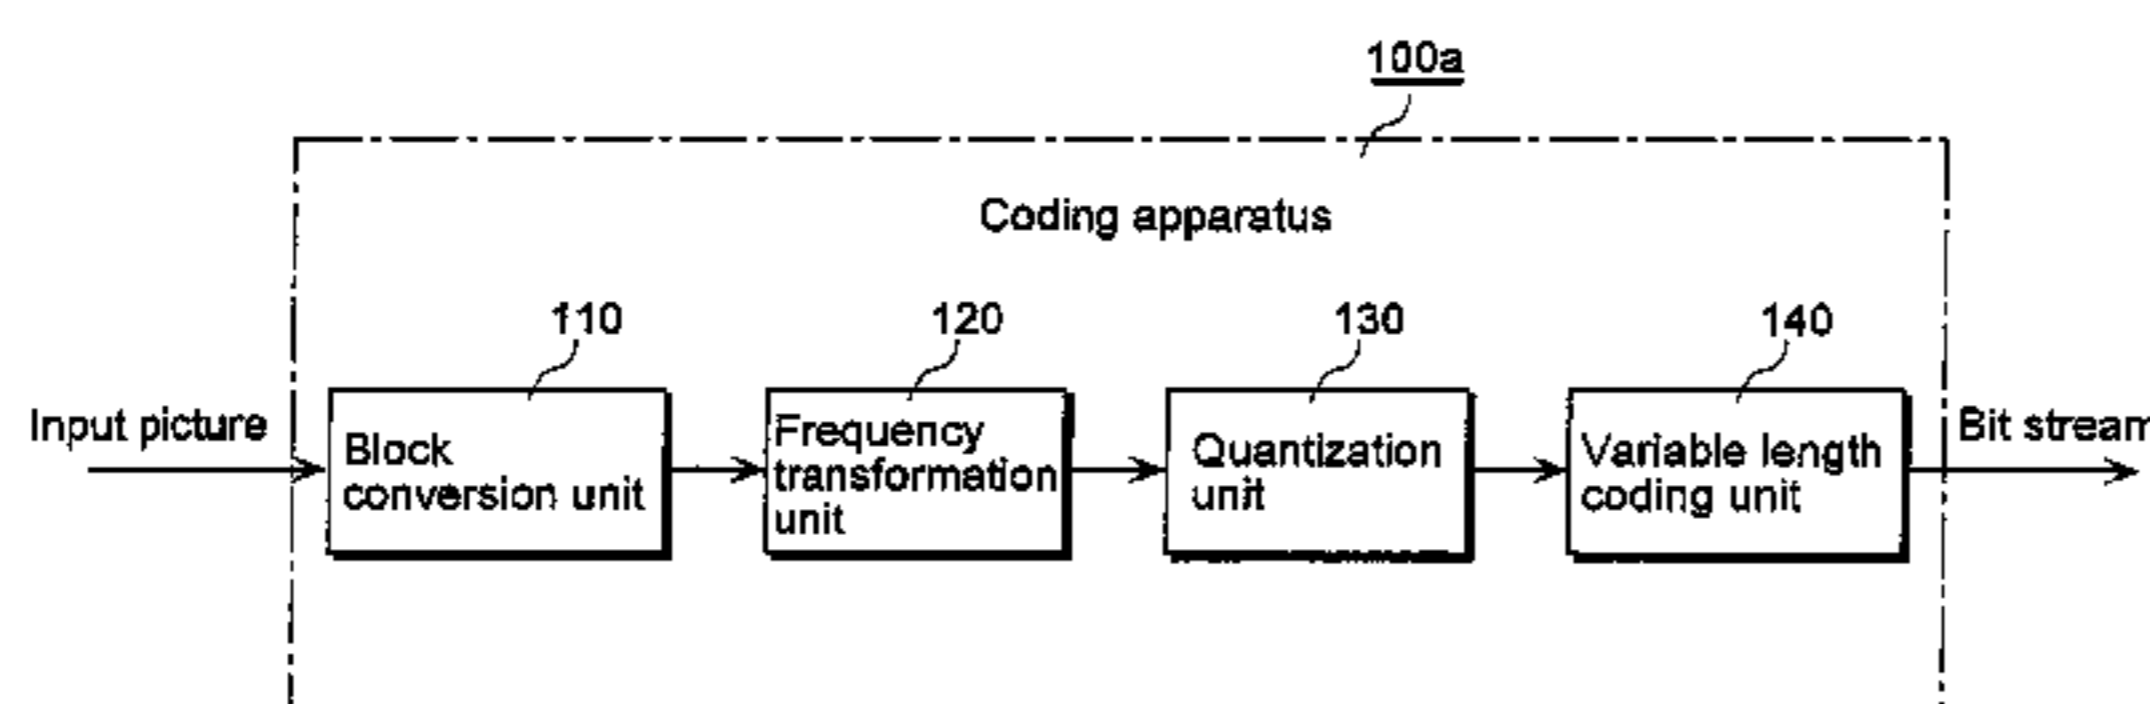 100a
Coding apparatus
110
120
130
140
Input picture
Block
conversion unit
Frequency
transformation
unit
Quantization
unit
Variable length
coding unit
Bit stream